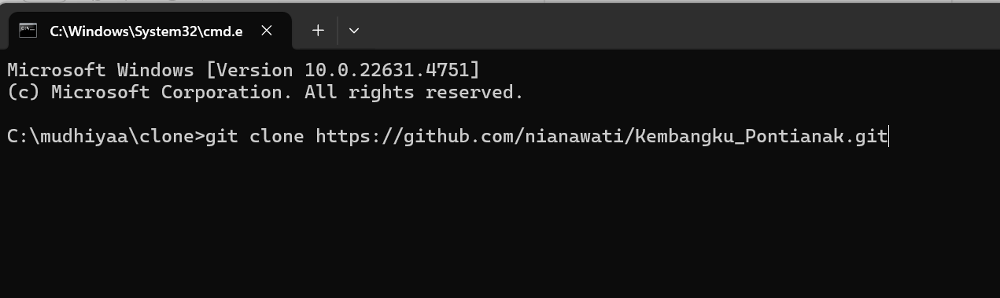 C:\Windows\System32\cmd.e
Microsoft Windows [Version 10.0.22631.4751]
(c) Microsoft Corporation. All rights reserved.
C:\mudhiyaa\clone>git clone https://github.com/nianawati/Kembangku_Pontianak.git